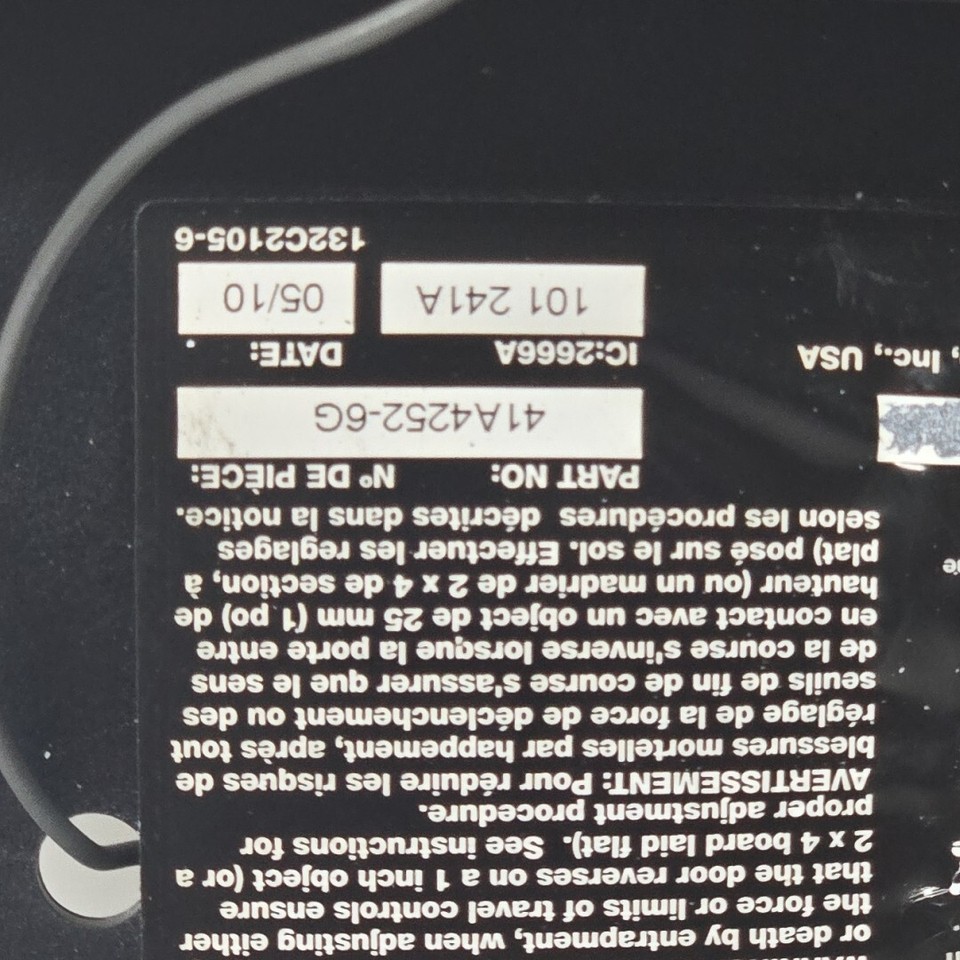 or death by entrapment, when adjusting either
the force or limits of travel controls ensure
that the door reverses on a 1 inch object (or a
2 x 4 board laid flat). See instructions for
proper adjustment procedure.
AVERTISSEMENT: Pour réduire les risques de
blessures mortelles par happement, après tout
réglage de la force de déclenchement ou des
seuils de fin de course s'assurer que le sens
de la course s'inverse lorsque la porte entre
en contact avec un object de 25 mm (1 po) de
hauteur (ou un madrier de 2 x 4 de section, à
plat) posé sur le sol. Effectuer les reglages
selon les procédures décrites dans la notice.
PART NO: Nº DE PIÈCE:
41A4252-6G
, Inc., USA
IC:2666A DATE:
101 241A 05/10
132C2105-6